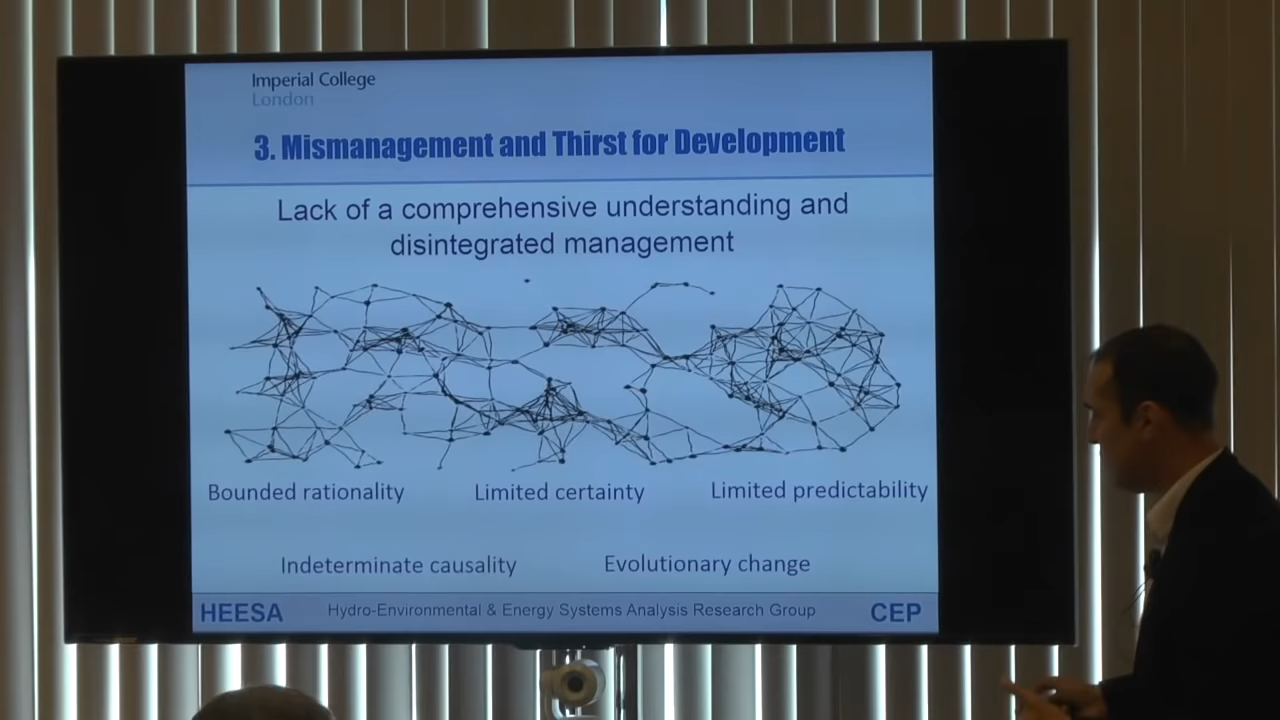 Imperial College
London
3. Mismanagement and Thirst for Development
Lack of a comprehensive understanding and
disintegrated management
Bounded rationality Limited certainty Limited predictability
Indeterminate causality Evolutionary change
HEESA Hydro-Environmental & Energy Systems Analysis Research Group CEP